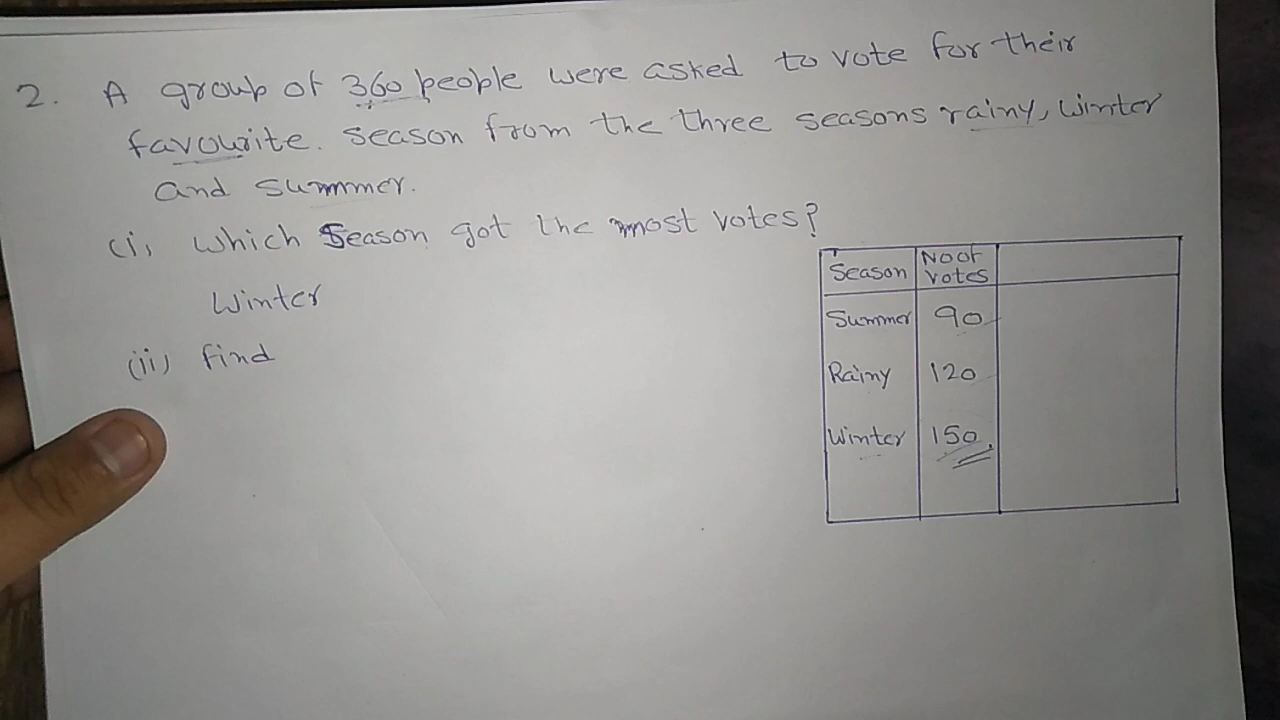 2. A group of 360 people were asked to vote for their
favourite. Season from the three seasons rainy, Winter
and summer.
(i) Which Season got the most votes?
Winter
(ii) find
Season No of Votes
Summer 90
Rainy 120
Winter 150